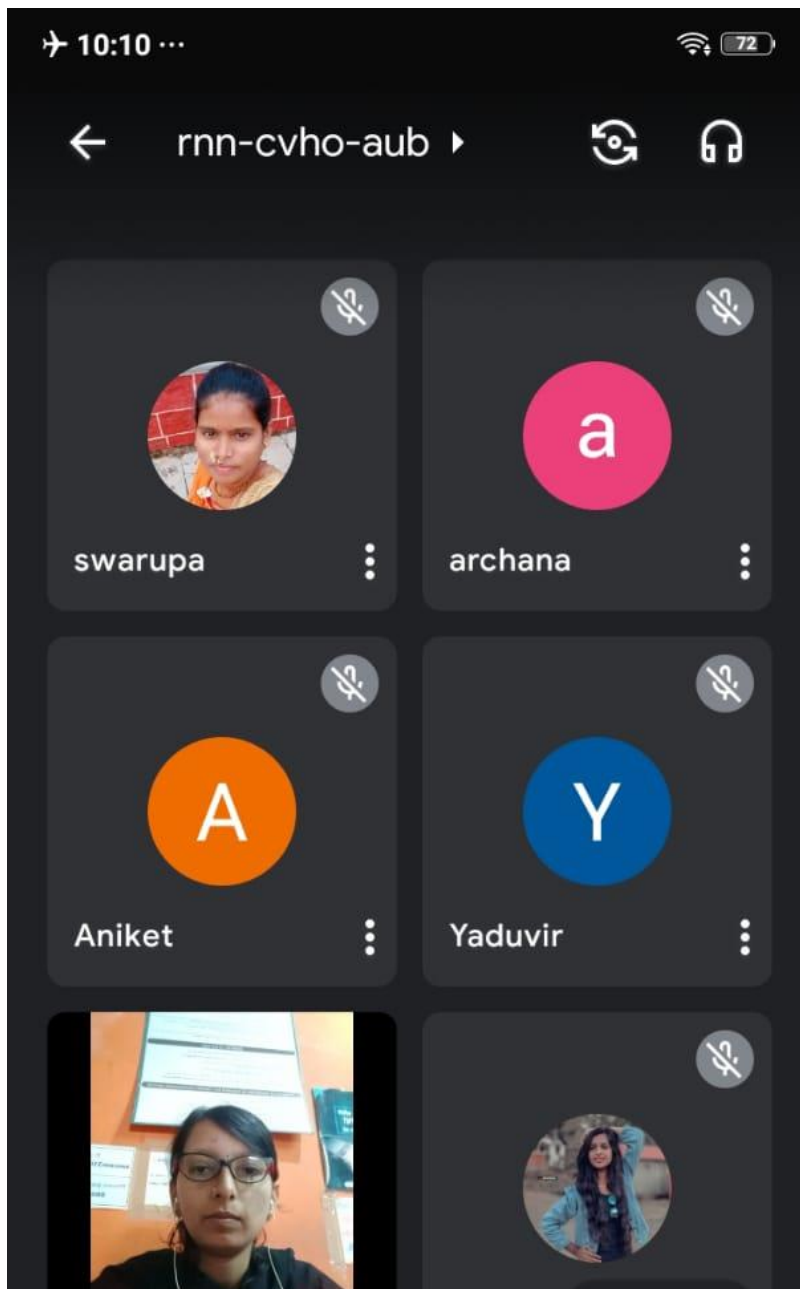 10:10 ...
72
rnn-cvho-aub
swarupa
a
archana
A
Aniket
Y
Yaduvir